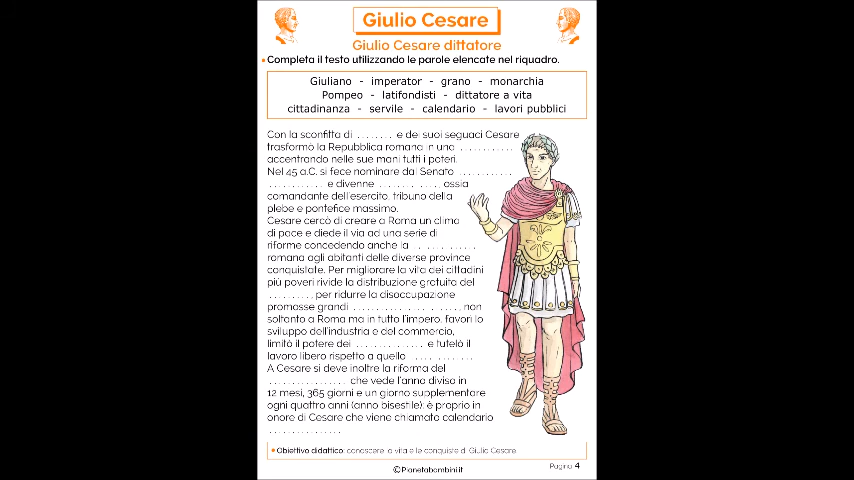 Giulio Cesare
Giulio Cesare dittatore
Completa il testo utilizzando le parole elencate nel riquadro.
Giuliano - imperator - grano - monarchia
Pompeo - latifondisti - dittatore a vita
cittadinanza - servile - calendario - lavori pubblici
Con la sconfitta di ........ e dei suoi seguaci Cesare
trasformò la Repubblica romana in una ............
accentrando nelle sue mani tutti i poteri.
Nel 45 a.C. si fece nominare dal Senato ............
............ e divenne .............., ossia
comandante dell'esercito, tribuno della
plebe e pontefice massimo.
Cesare cercò di creare a Roma un clima
di pace e diede il via ad una serie di
riforme concedendo anche la .............
romana agli abitanti delle diverse province
conquistate. Per migliorare la vita dei cittadini
più poveri rivide la distribuzione gratuita del
.........., per ridurre la disoccupazione
promosse grandi ........................, non
soltanto a Roma ma in tutto l'impero, favorì lo
sviluppo dell'industria e del commercio,
limitò il potere dei ................ e tutelò il
lavoro libero rispetto a quello .............
A Cesare si deve inoltre la riforma del
................. che vede l'anno diviso in
12 mesi, 365 giorni e un giorno supplementare
ogni quattro anni (anno bisestile); è proprio in
onore di Cesare che viene chiamato calendario
................
Obiettivo didattico: conoscere la vita e le conquiste di Giulio Cesare
Pagina 4
©Pianetabambini.it